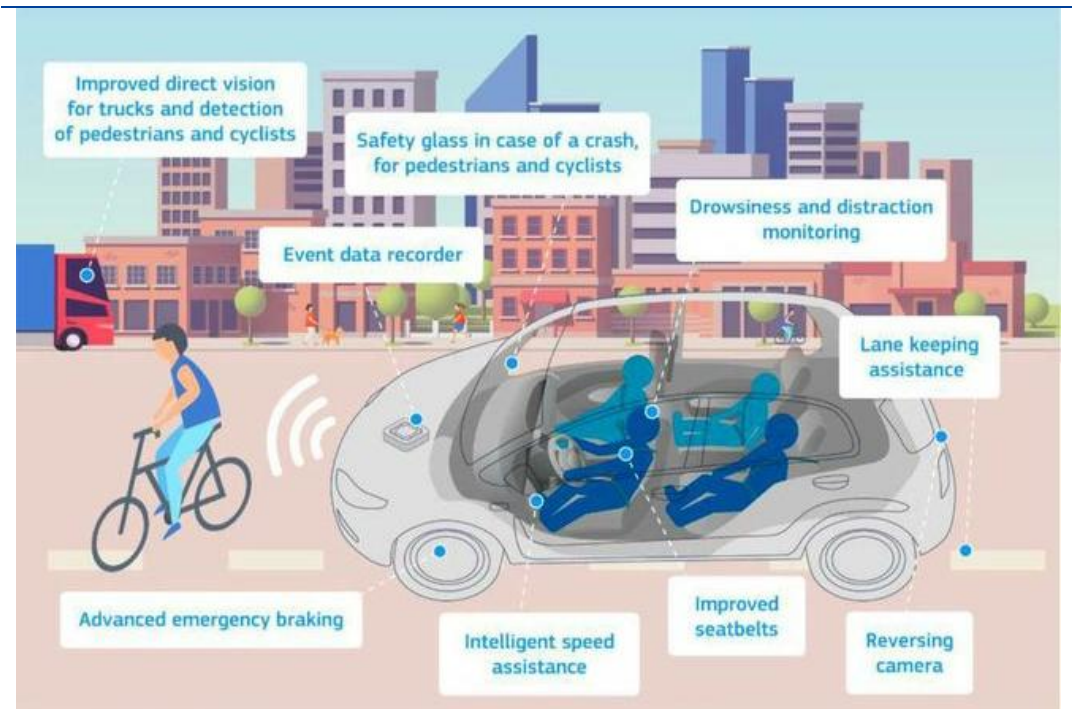 Improved direct vision
for trucks and detection
of pedestrians and cyclists
Safety glass in case of a crash,
for pedestrians and cyclists
Drowsiness and distraction
monitoring
Event data recorder
Lane keeping
assistance
Advanced emergency braking
Intelligent speed
assistance
Improved
seatbelts
Reversing
camera